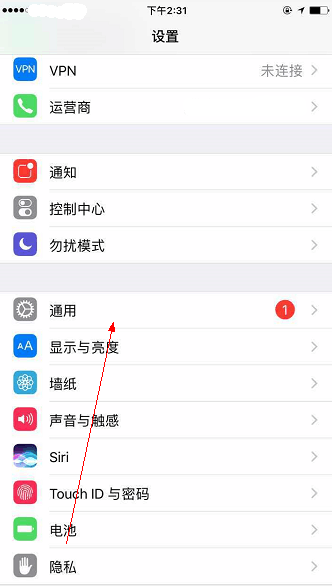 下午2:31
设置
VPN VPN 未连接
运营商
通知
控制中心
勿扰模式
通用 1
AA 显示与亮度
墙纸
声音与触感
Siri
Touch ID 与密码
电池
隐私